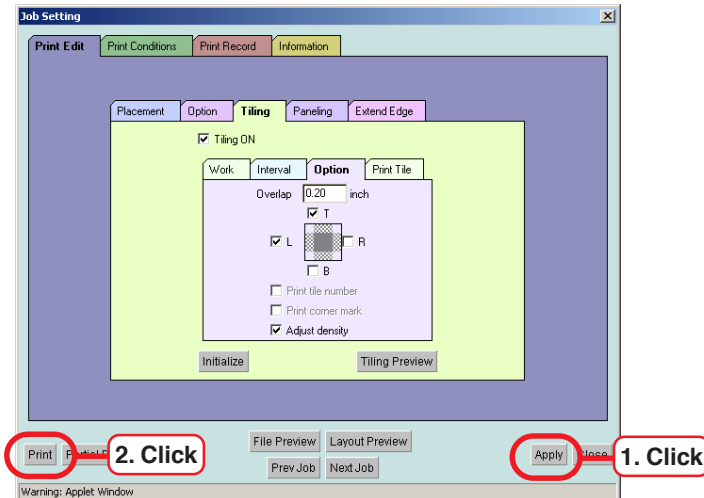 Job Setting
Print Edit Print Conditions Print Record Information
Placement Option Tiling Paneling Extend Edge
Tiling ON
Work Interval Option Print Tile
Overlap 0.20 inch
T
L R
B
Print tile number
Print corner mark
Adjust density
Initialize Tiling Preview
File Preview Layout Preview
Print 2. Click Apply Close 1. Click
Prev Job Next Job
Warning: Applet Window